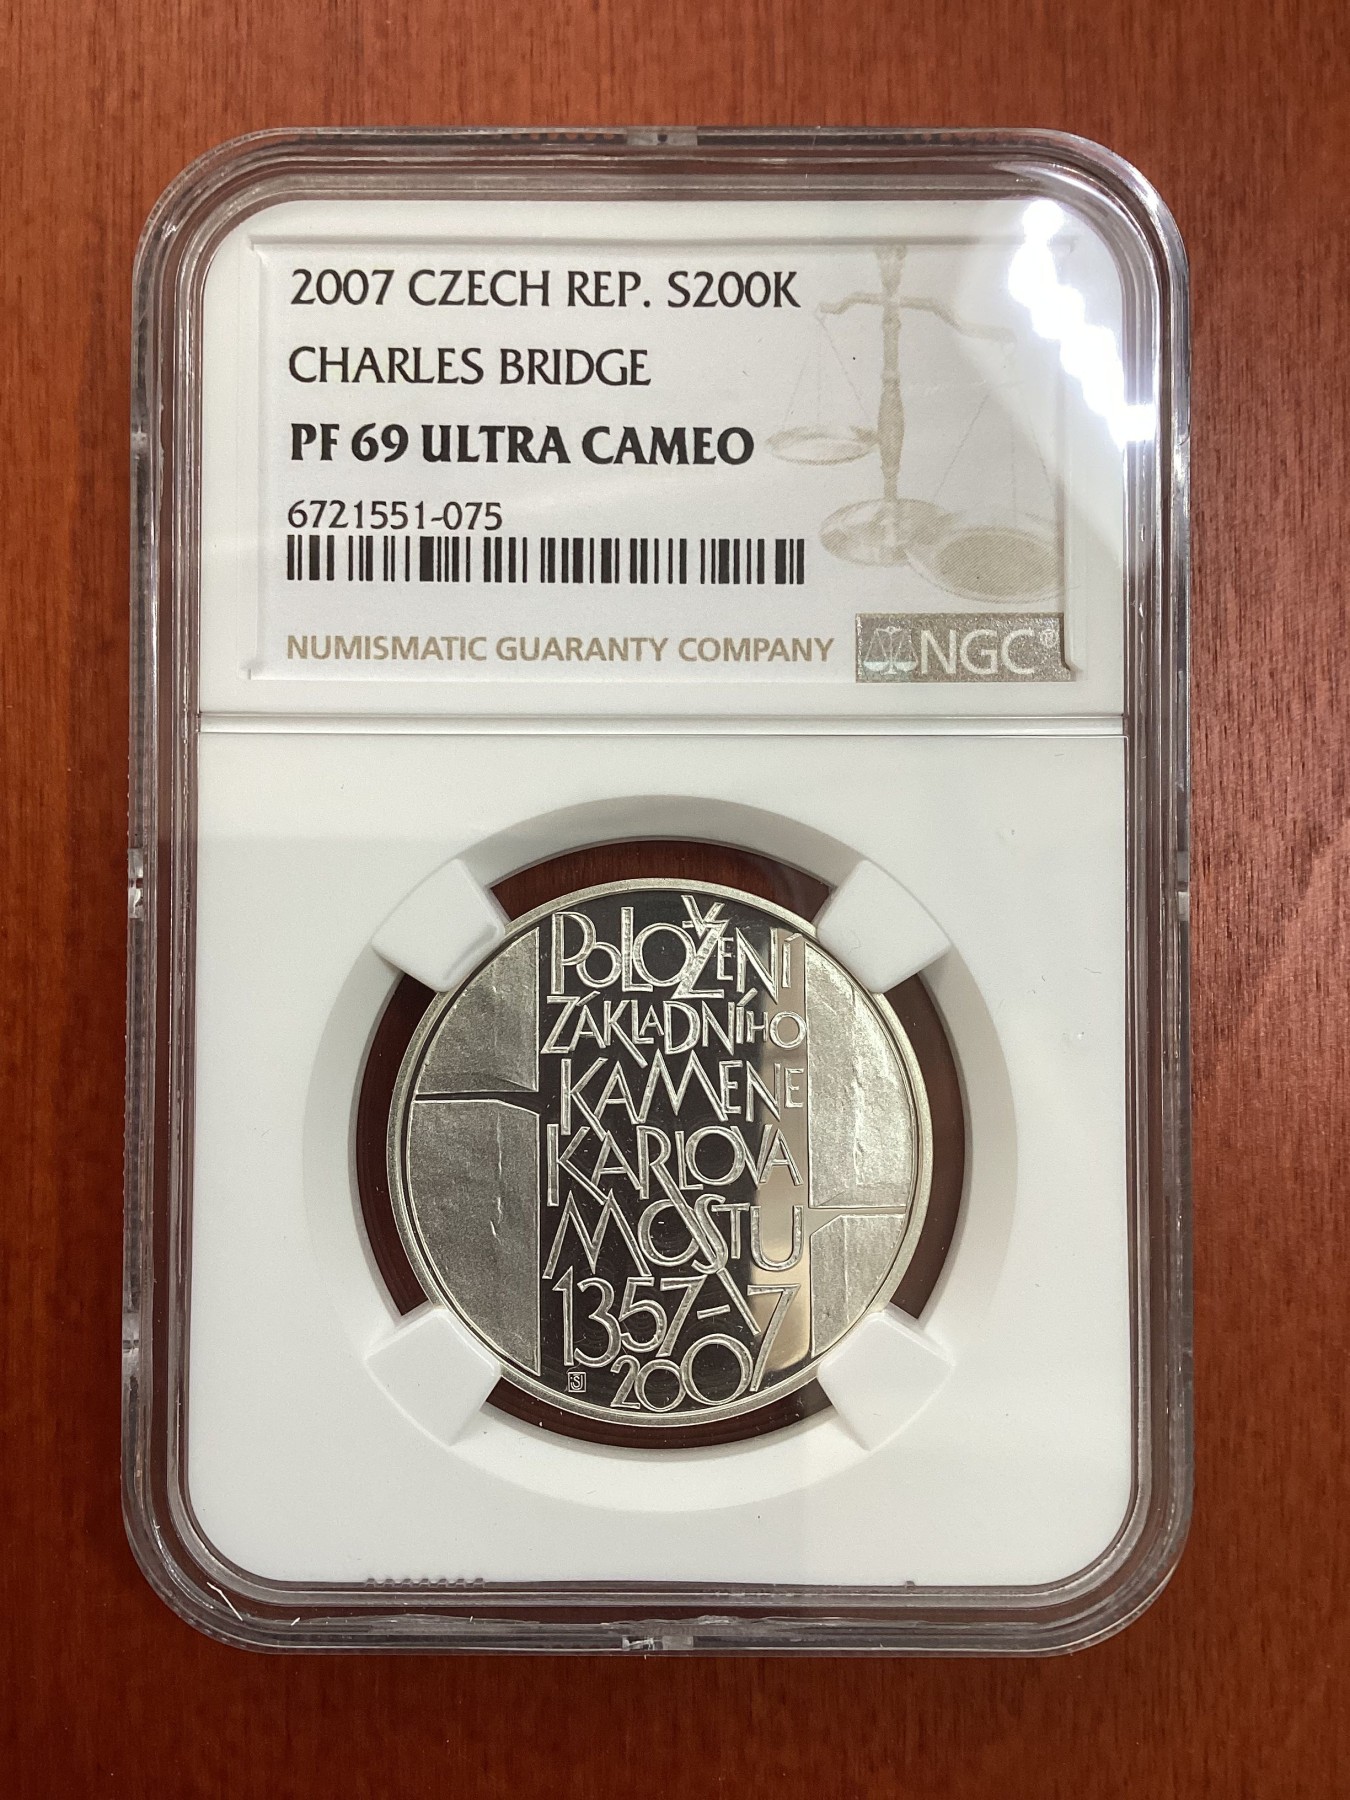 2007 CZECH REP. S200K
CHARLES BRIDGE
PF 69 ULTRA CAMEO
6721551-075
NUMISMATIC GUARANTY COMPANY
NGC
POLOŽENÍ
ZÁKLADNÍHO
KAMENE
KARLOVA
MOSTU
1357-
2007